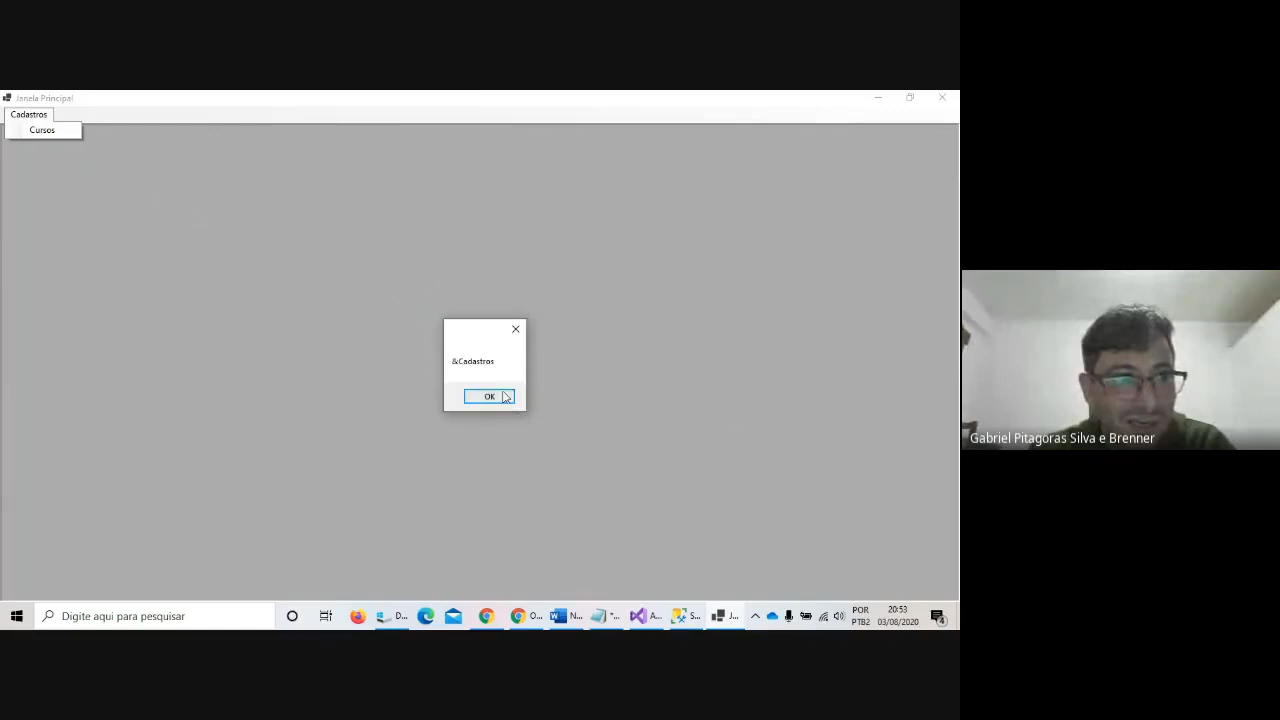 Janela Principal
Cadastros
Cursos
&Cadastros
OK
Gabriel Pitagoras Silva e Brenner
Digite aqui para pesquisar
D...
O...
N...
"...
A...
S...
J...
POR
PTB2
20:53
03/08/2020
4